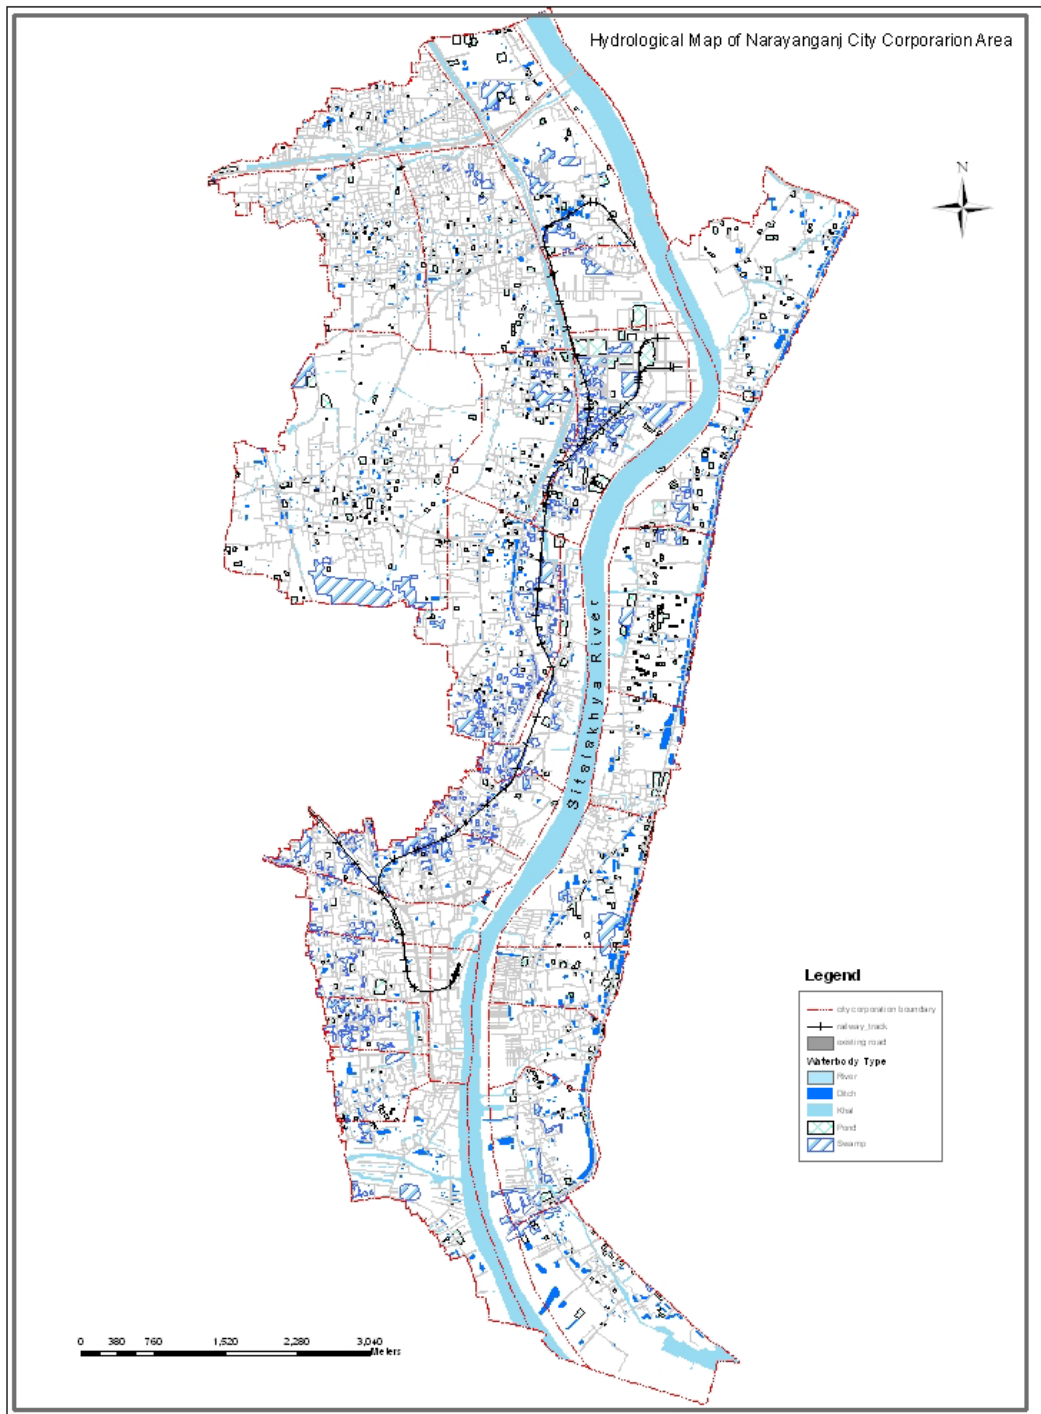 Hydrological Map of Narayanganj City Corporarion Area
N
Sitalakhya River
Legend
city corporation boundary
railway_track
existing road
Waterbody Type
River
Ditch
Khal
Pond
Swamp
0 380 760 1,520 2,280 3,040
Meters